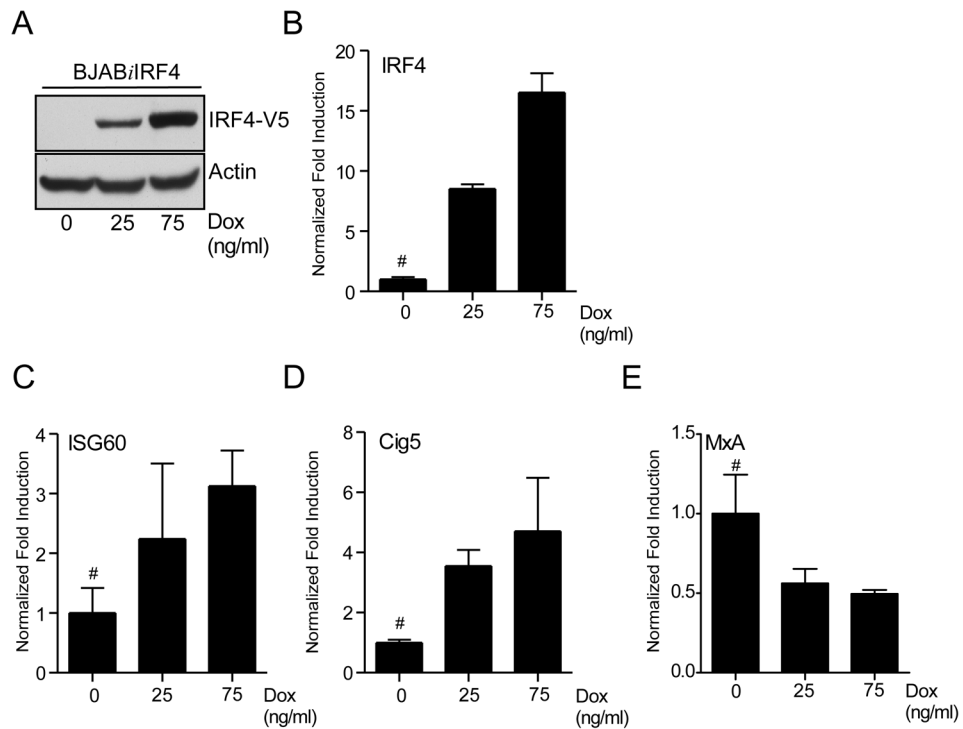 A
BJABiIRF4
IRF4-V5
Actin
0 25 75 Dox
(ng/ml)
B
IRF4
Normalized Fold Induction
20
15
10
5
0
#
0 25 75 Dox
(ng/ml)
C
ISG60
Normalized Fold Induction
4
3
2
1
0
#
0 25 75 Dox
(ng/ml)
D
Cig5
Normalized Fold Induction
8
6
4
2
0
#
0 25 75 Dox
(ng/ml)
E
MxA
Normalized Fold Induction
1.5
1.0
0.5
0.0
#
0 25 75 Dox
(ng/ml)